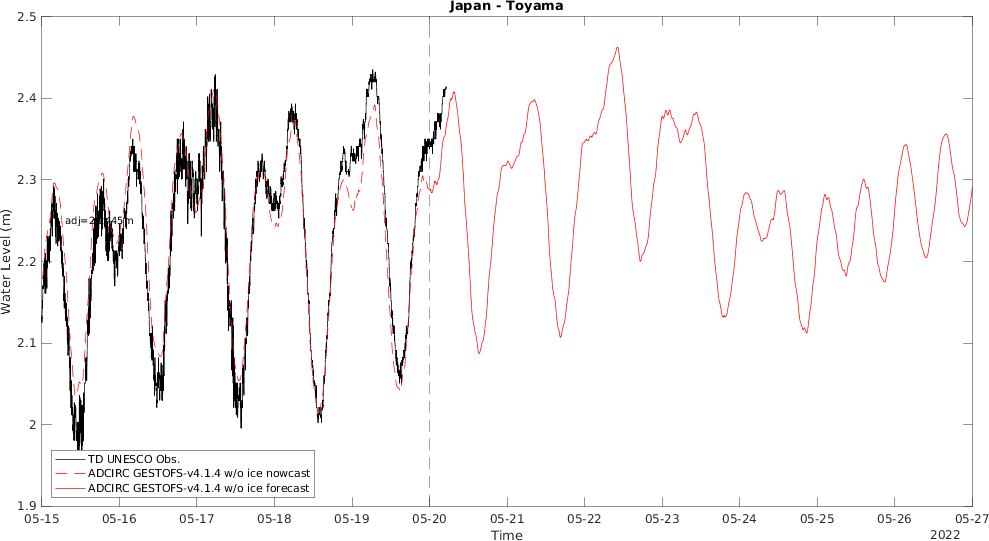 Japan - Toyama
Water Level (m)
2.5
2.4
2.3
2.2
2.1
2
1.9
TD UNESCO Obs.
ADCIRC GESTOFS-v4.1.4 w/o ice nowcast
ADCIRC GESTOFS-v4.1.4 w/o ice forecast
05-15 05-16 05-17 05-18 05-19 05-20 05-21 05-22 05-23 05-24 05-25 05-26 05-27
Time
2022